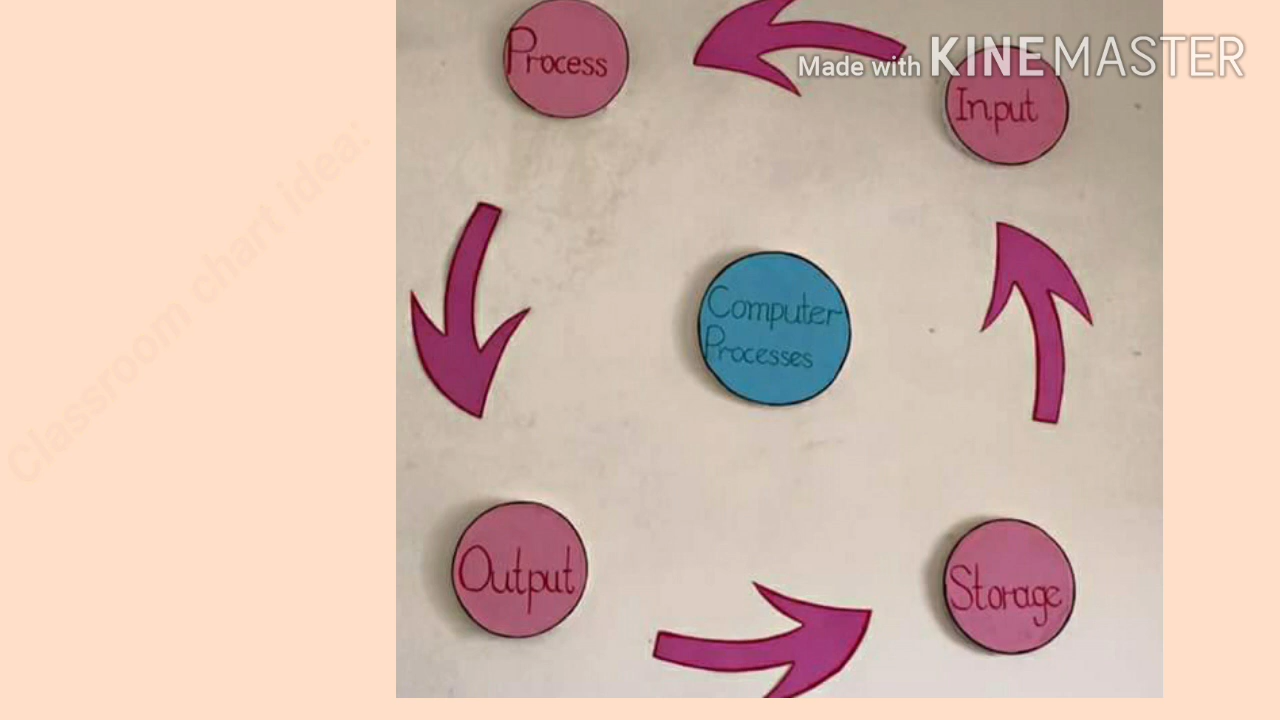 Classroom chart idea:
Made with KINEMASTER
Process
Input
Computer
Processes
Output
Storage